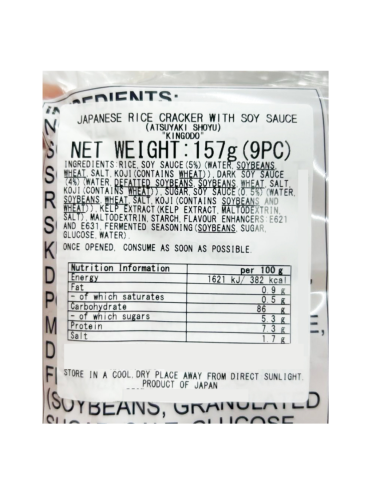 JAPANESE RICE CRACKER WITH SOY SAUCE
(ATSUYAKI SHOYU)
"KINGODO"
NET WEIGHT:157g(9PC)
INGREDIENTS RICE, SOY SAUCE(5%)(WATER, SOYBEANS,
WHEAT, SALT, KOJI(CONTAINS WHEAT)), DARK SOY SAUCE
(4%)(WATER, DEFATTED SOYBEANS, SOYBEANS, WHEAT, SALT,
KOJI(CONTAINS WHEAT)), SUGAR, SOY SAUCE(0.5%)(WATER,
SOYBEANS, WHEAT, SALT, KOJI(CONTAINS SOYBEANS AND
WHEAT)), KELP EXTRACT(KELP EXTRACT, MALTODEXTRIN,
SALT), MALTODEXTRIN, STARCH, FLAVOUR ENHANCERS:E621
AND E631, FERMENTED SEASONING(SOYBEANS, SUGAR,
GLUCOSE, WATER).
ONCE OPENED, CONSUME AS SOON AS POSSIBLE.
Nutrition Information per 100 g
Energy 1621 kJ/ 382 kcal
Fat 0.9 g
- of which saturates 0.5 g
Carbohydrate 86 g
- of which sugars 5.3 g
Protein 7.3 g
Salt 1.7 g
STORE IN A COOL, DRY PLACE AWAY FROM DIRECT SUNLIGHT.
PRODUCT OF JAPAN
(SOYBEANS, GRANULATED
GLUCOSE